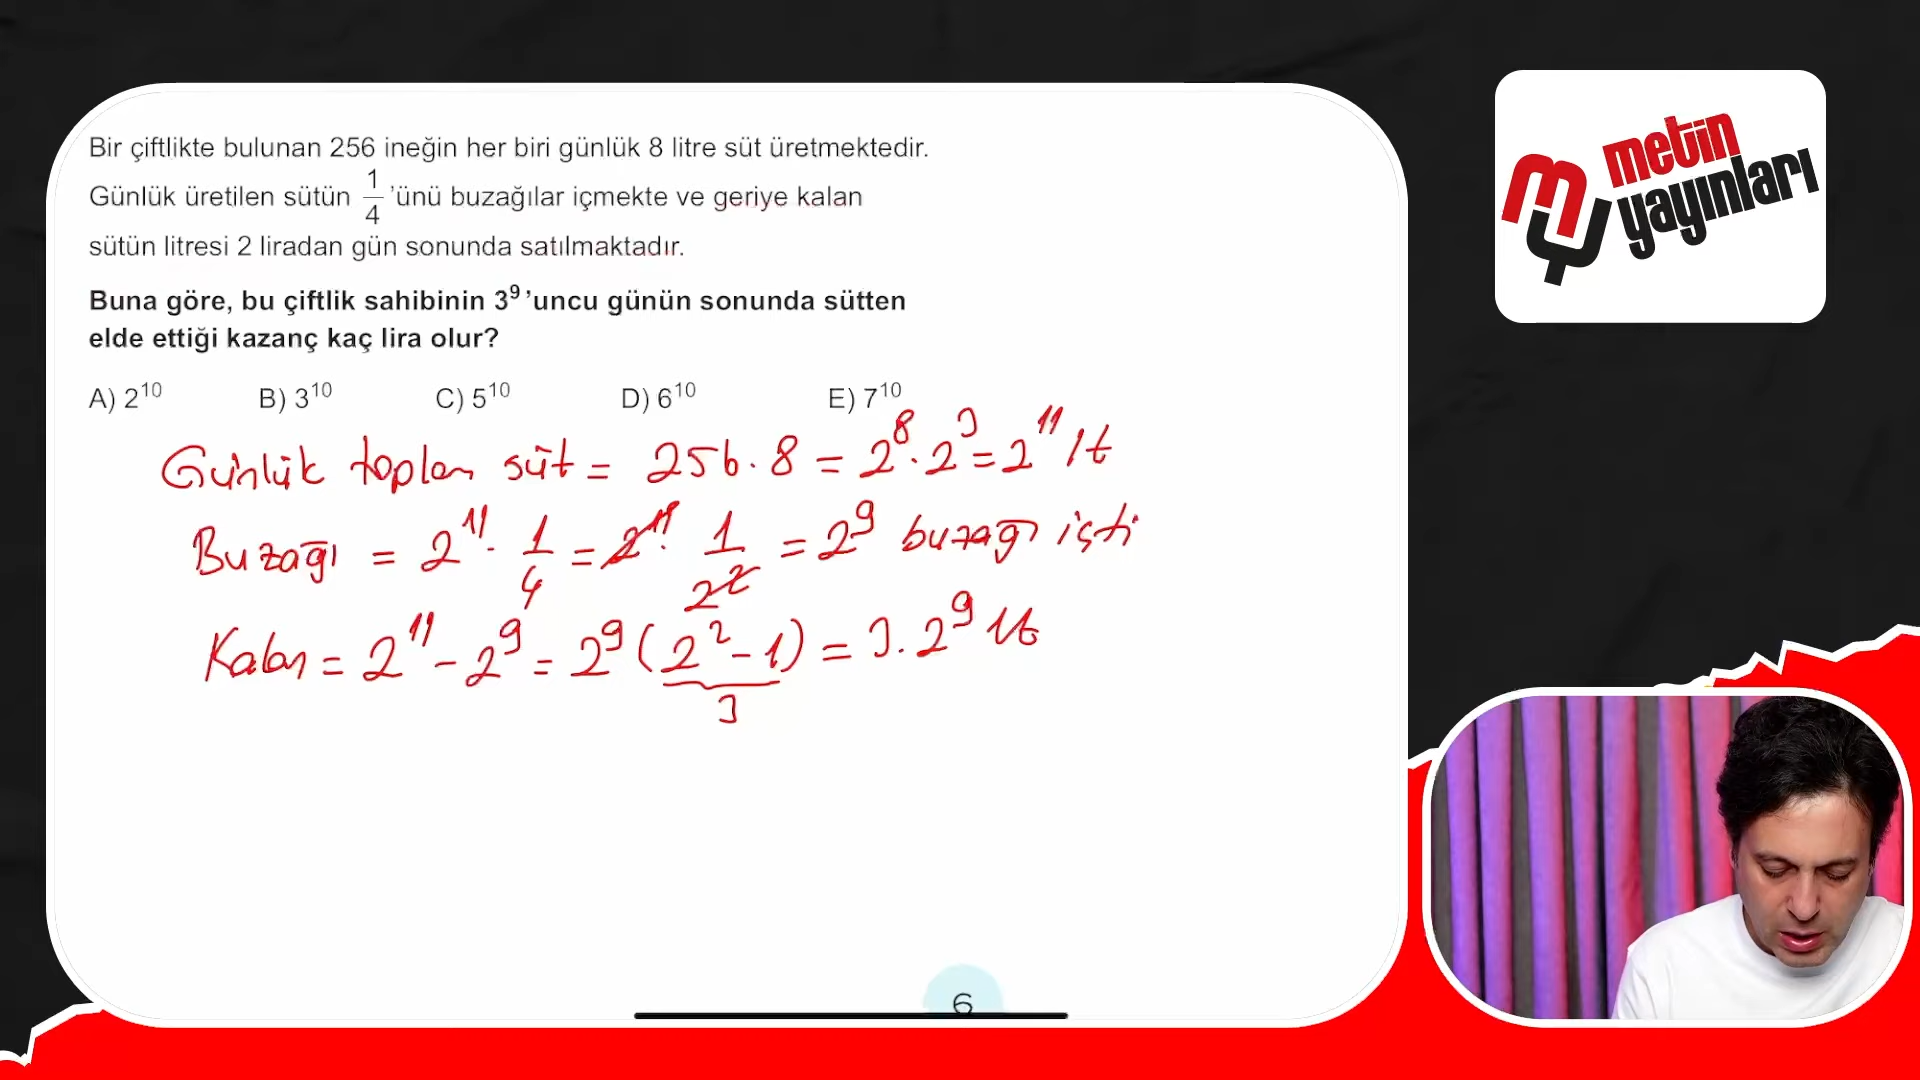 Bir çiftlikte bulunan 256 ineğin her biri günlük 8 litre süt üretmektedir.
Günlük üretilen sütün 1/4 'ünü buzağılar içmekte ve geriye kalan
sütün litresi 2 liradan gün sonunda satılmaktadır.
Buna göre, bu çiftlik sahibinin 3⁹ 'uncu günün sonunda sütten
elde ettiği kazanç kaç lira olur?
A) 2¹⁰ B) 3¹⁰ C) 5¹⁰ D) 6¹⁰ E) 7¹⁰
Günlük toplam süt = 256 · 8 = 2⁸ · 2³ = 2¹¹ lt
Buzağı = 2¹¹ · 1/4 = 2¹¹ · 1/2² = 2⁹ buzağı içti
Kalan = 2¹¹ - 2⁹ = 2⁹ (2² - 1) = 3 · 2⁹ lt
3
6
metin
yayınları